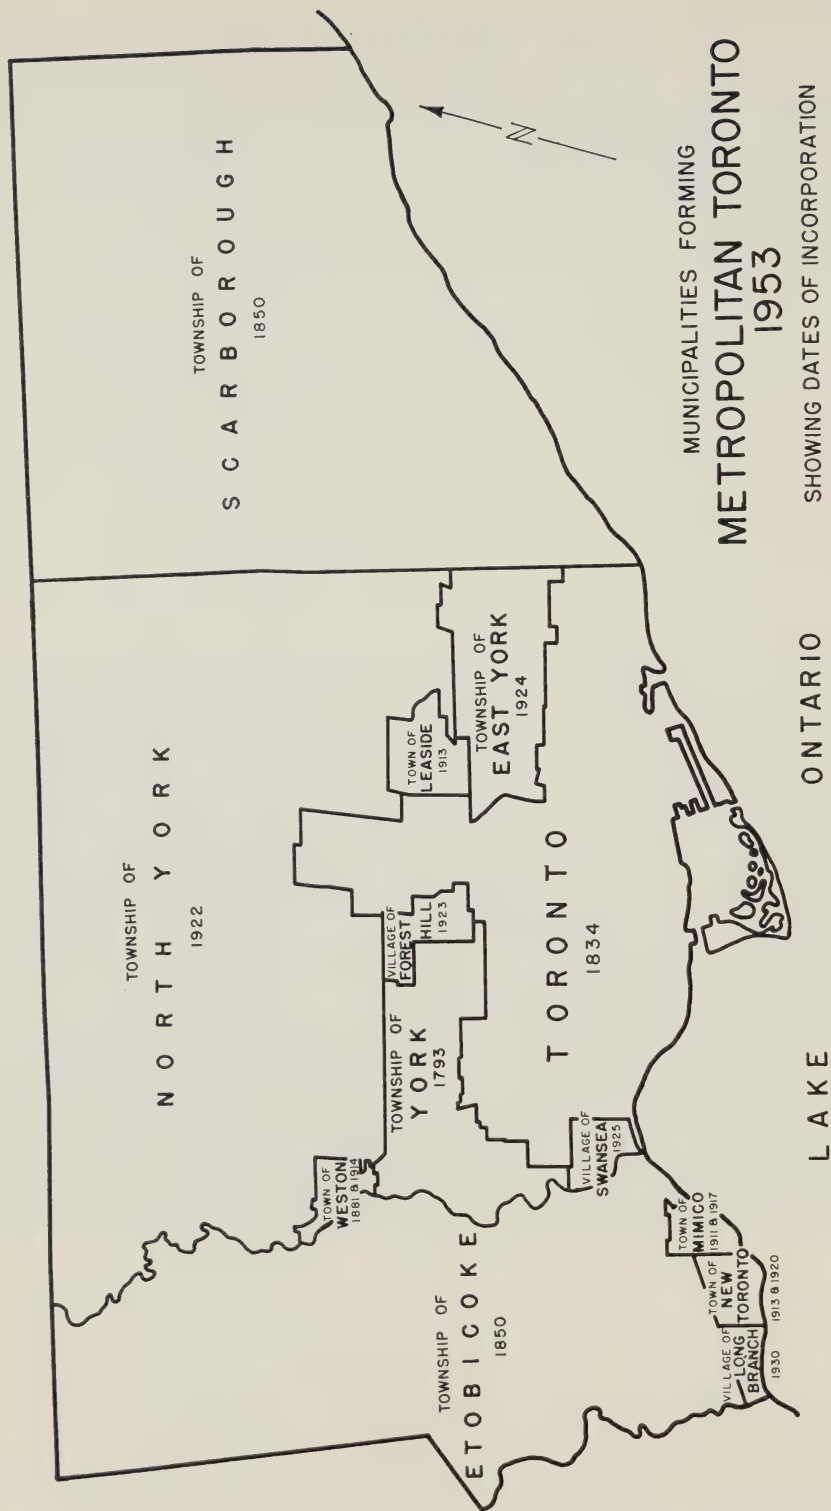 TOWNSHIP OF
NORTH YORK
1922
TOWNSHIP OF
SCARBOROUGH
1850
TOWN OF
WESTON
1881 & 1914
TOWNSHIP OF
YORK
1793
VILLAGE OF
FOREST
HILL
1923
TOWN OF
LEASIDE
1913
TOWNSHIP OF
EAST YORK
1924
TOWNSHIP OF
ETOBICOKE
1850
TORONTO
1834
VILLAGE OF
SWANSEA
1925
TOWN OF
MIMICO
1911 & 1917
TOWN OF
NEW
TORONTO
1913 & 1920
VILLAGE OF
LONG
BRANCH
1930
LAKE ONTARIO
N
MUNICIPALITIES FORMING
METROPOLITAN TORONTO
1953
SHOWING DATES OF INCORPORATION